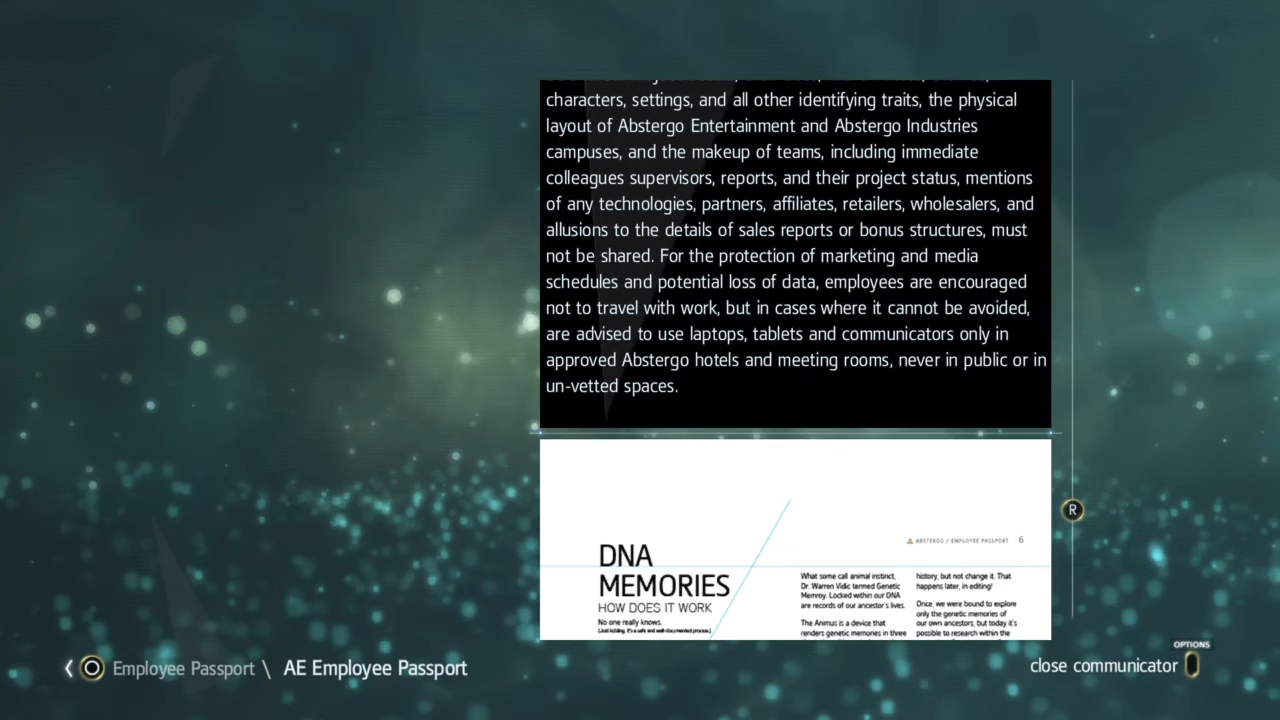 characters, settings, and all other identifying traits, the physical
layout of Abstergo Entertainment and Abstergo Industries
campuses, and the makeup of teams, including immediate
colleagues supervisors, reports, and their project status, mentions
of any technologies, partners, affiliates, retailers, wholesalers, and
allusions to the details of sales reports or bonus structures, must
not be shared. For the protection of marketing and media
schedules and potential loss of data, employees are encouraged
not to travel with work, but in cases where it cannot be avoided,
are advised to use laptops, tablets and communicators only in
approved Abstergo hotels and meeting rooms, never in public or in
un-vetted spaces.
ABSTERGO / EMPLOYEE PASSPORT 6
DNA
MEMORIES
HOW DOES IT WORK
No one really knows.
(Just kidding. It's a safe and well-documented process.)
What some call animal instinct,
Dr. Warren Vidic termed Genetic
Memroy. Locked within our DNA
are records of our ancestor's lives.
The Animus is a device that
renders genetic memories in three
history, but not change it. That
happens later, in editing!
Once, we were bound to explore
only the genetic memories of
our own ancestors, but today it's
possible to research within the
R
Employee Passport \ AE Employee Passport
OPTIONS
close communicator